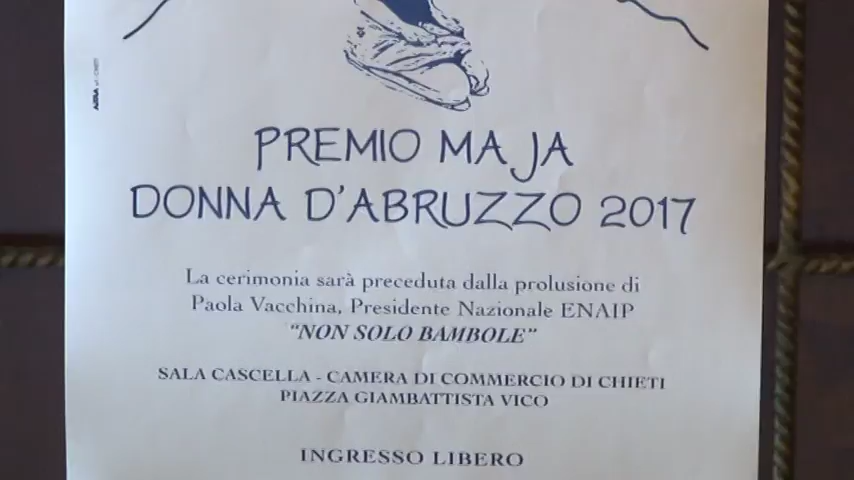 PREMIO MAJA
DONNA D'ABRUZZO 2017
La cerimonia sarà preceduta dalla prolusione di
Paola Vacchina, Presidente Nazionale ENAIP
"NON SOLO BAMBOLE"
SALA CASCELLA - CAMERA DI COMMERCIO DI CHIETI
PIAZZA GIAMBATTISTA VICO
INGRESSO LIBERO